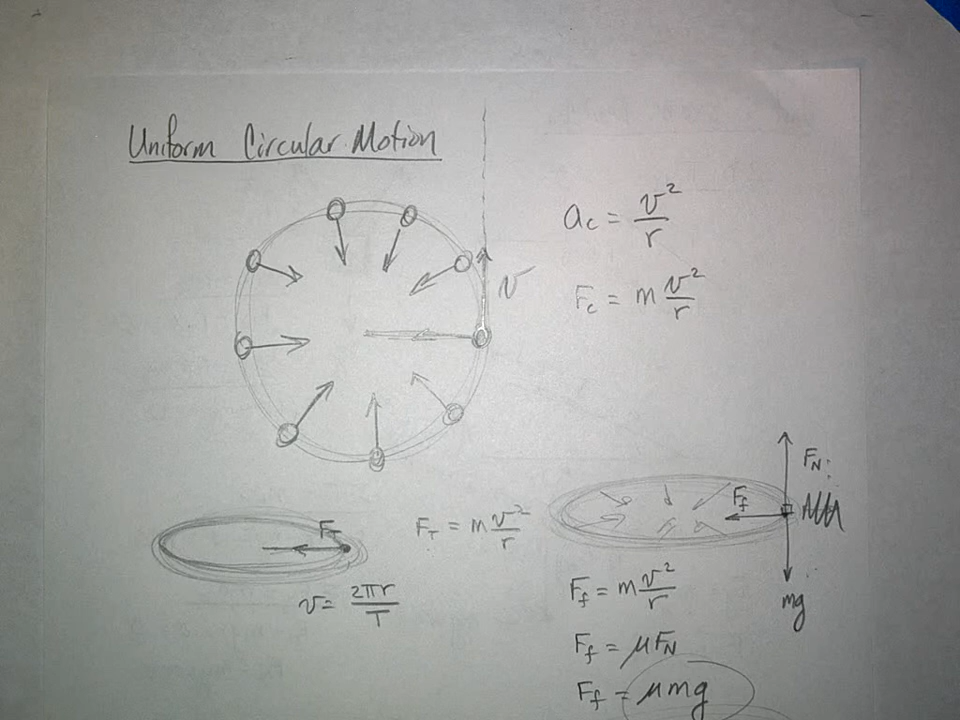 Uniform Circular Motion
a_c = v²/r
v
F_c = m v²/r
F_N
F_f
F_T
F_T = m v²/r
v = 2πr/T
F_f = m v²/r
mg
F_f = μF_N
F_f = μmg